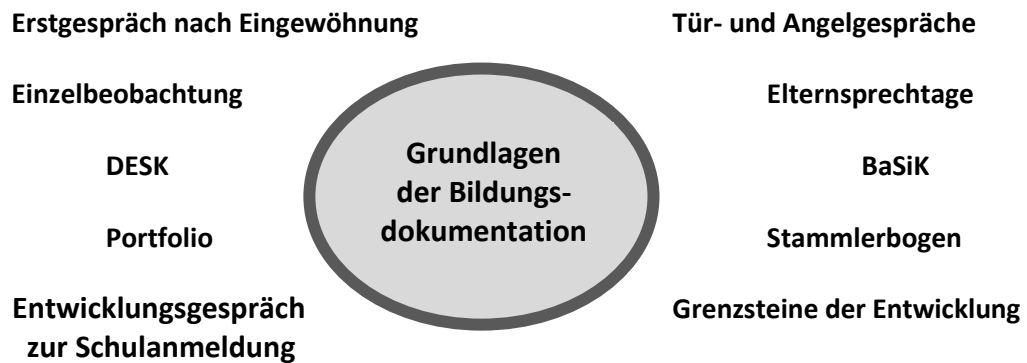 Erstgespräch nach Eingewöhnung
Tür- und Angelgespräche
Einzelbeobachtung
Elternsprechtage
Grundlagen
der Bildungs-
dokumentation
DESK
BaSiK
Portfolio
Stammlerbogen
Entwicklungsgespräch
zur Schulanmeldung
Grenzsteine der Entwicklung